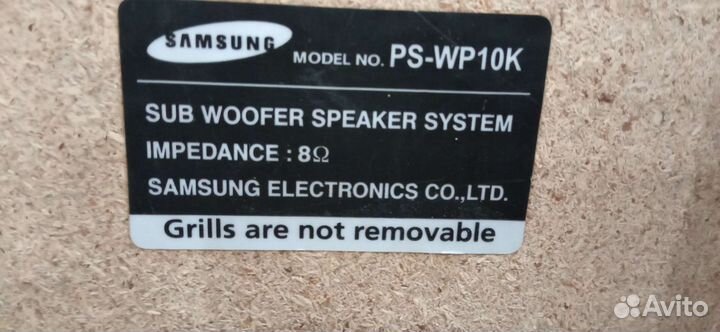 SAMSUNG MODEL NO. PS-WP10K
SUB WOOFER SPEAKER SYSTEM
IMPEDANCE : 8Ω
SAMSUNG ELECTRONICS CO.,LTD.
Grills are not removable
Avito